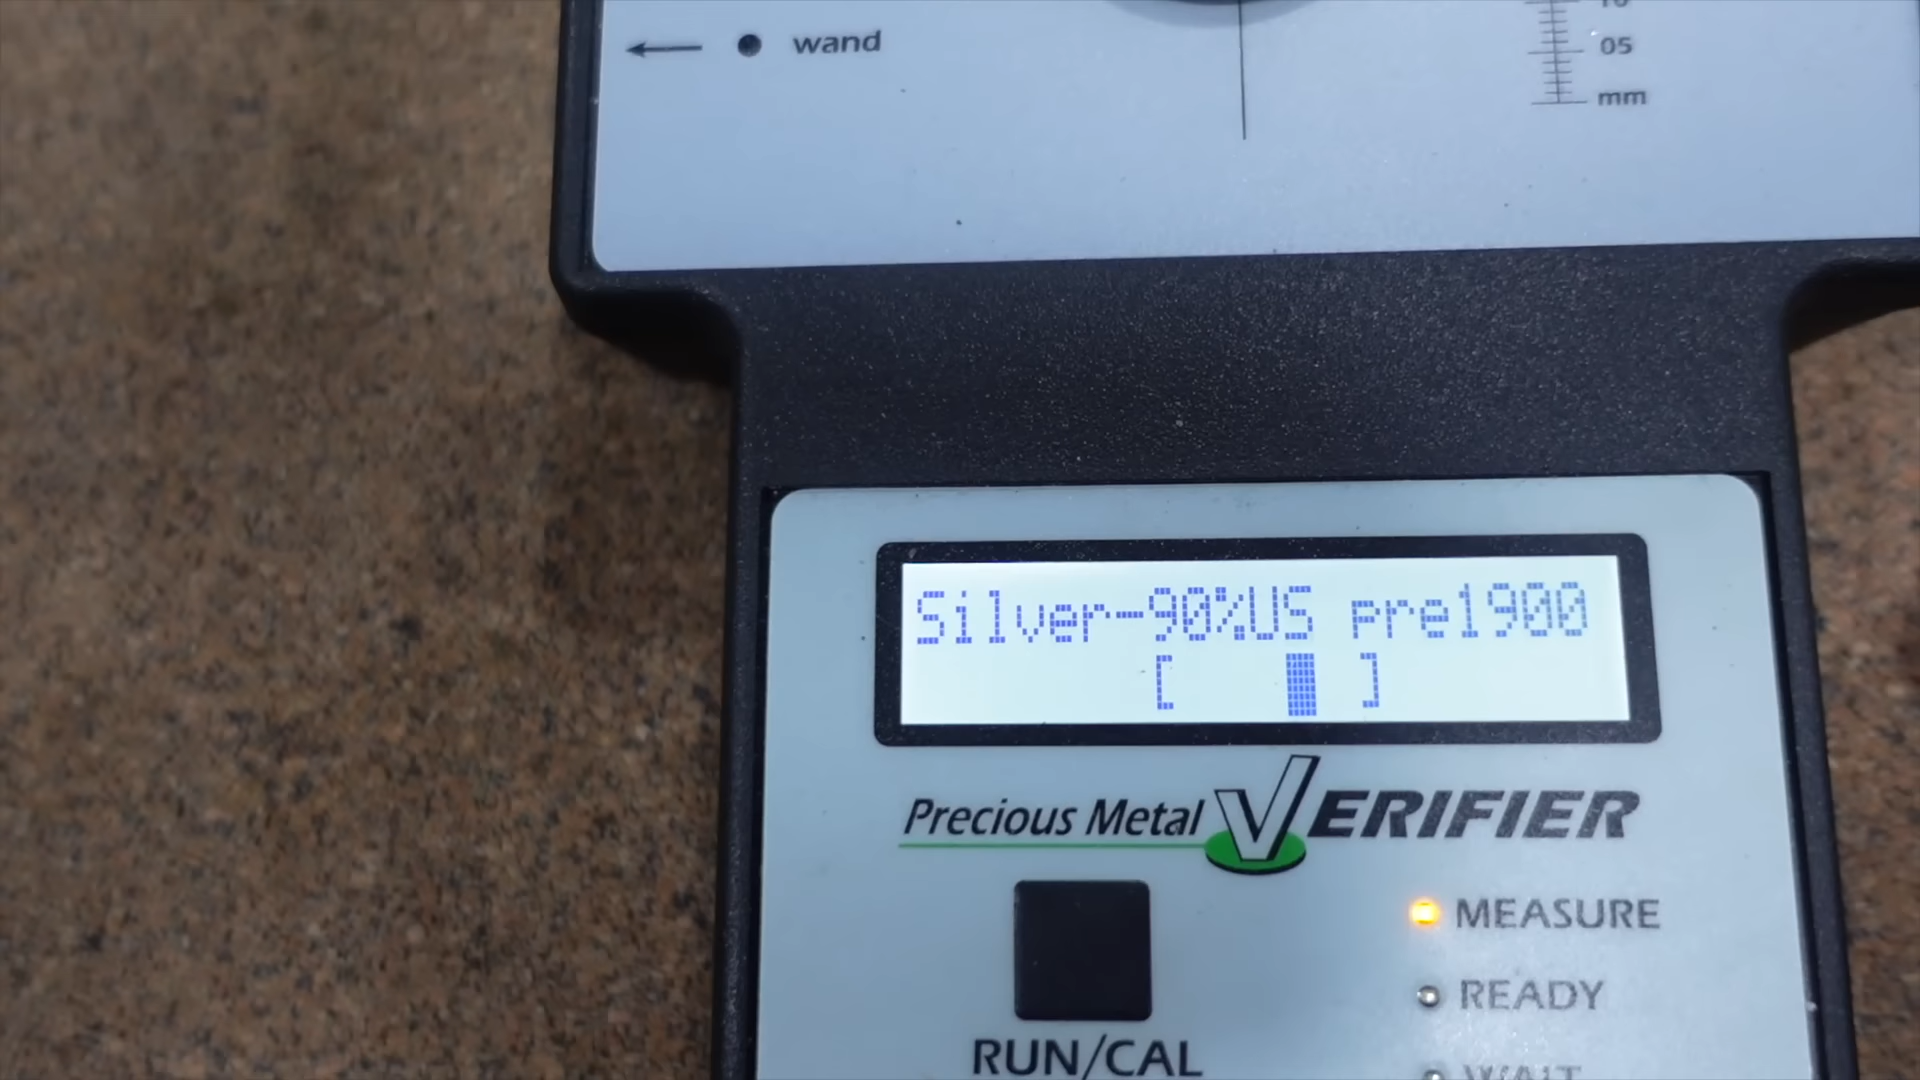 wand
10
05
mm
Silver-90%US pre1900
[ ]
Precious Metal VERIFIER
MEASURE
READY
RUN/CAL
WAIT